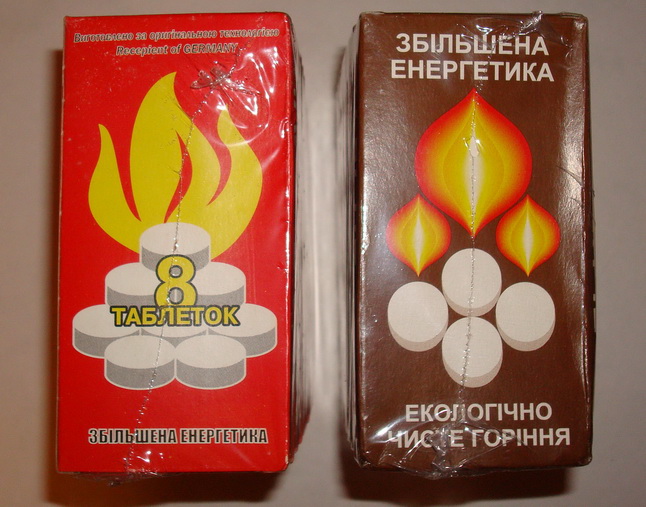 Виготовлено за оригінальною технологією
Recepient of GERMANY
8
ТАБЛЕТОК
ЗБІЛЬШЕНА ЕНЕРГЕТИКА
ЗБІЛЬШЕНА
ЕНЕРГЕТИКА
ЕКОЛОГІЧНО
ЧИСТЕ ГОРІННЯ